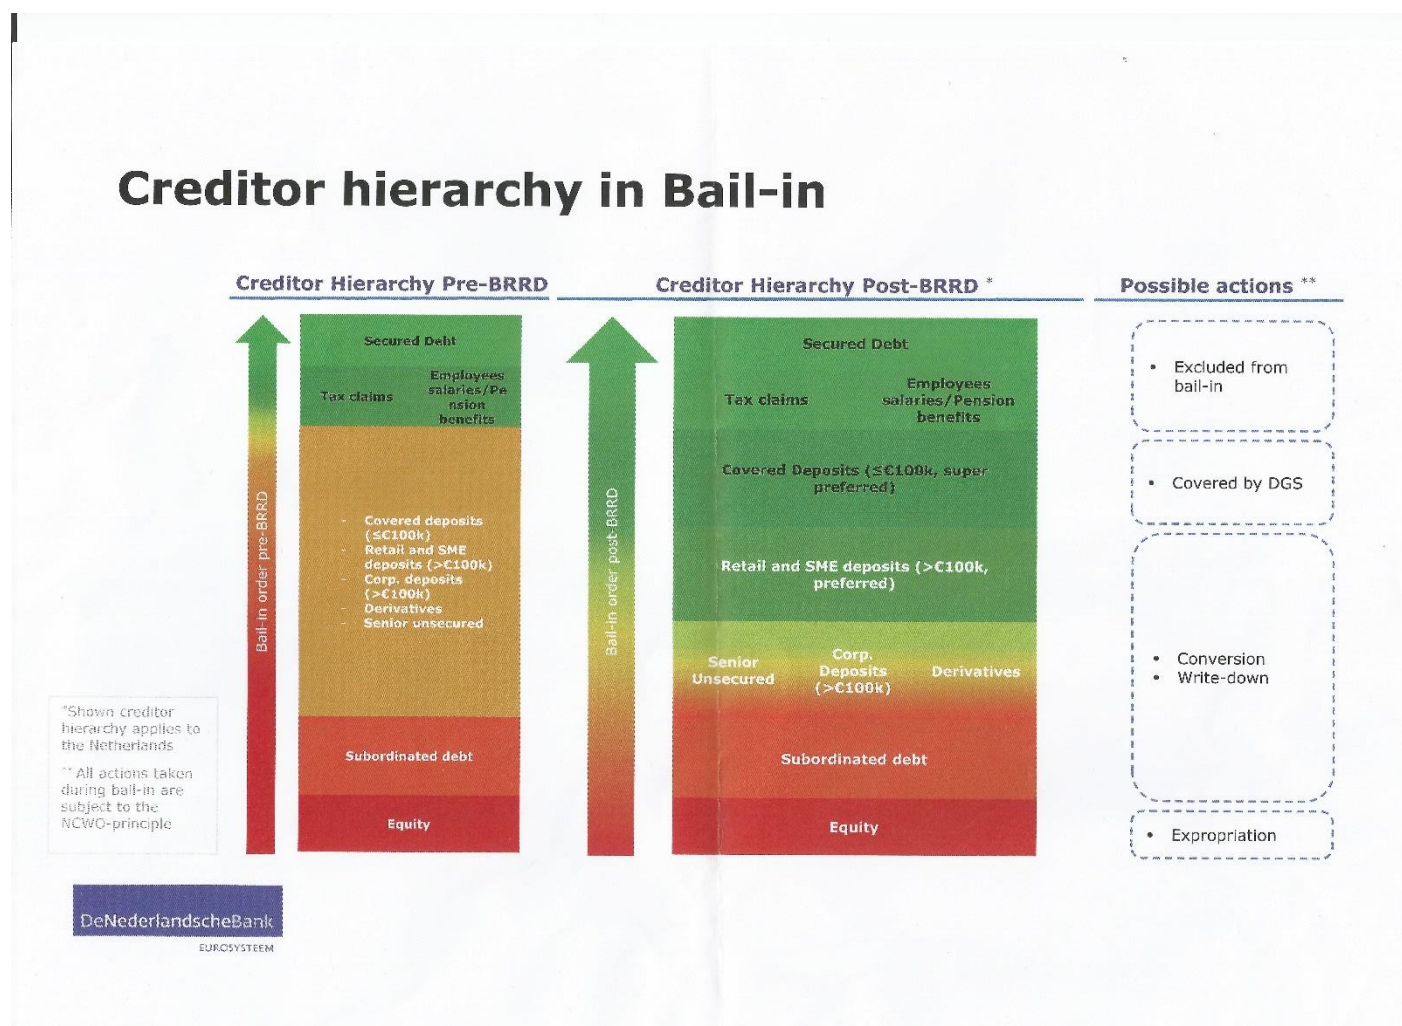 Creditor hierarchy in Bail-in
Creditor Hierarchy Pre-BRRD
Bail-in order pre-BRRD
Secured Debt
Tax claims
Employees
salaries/Pe
nsion
benefits
- Covered deposits
(≤€100k)
- Retail and SME
deposits (>€100k)
- Corp. deposits
(>€100k)
- Derivatives
- Senior unsecured
Subordinated debt
Equity
Creditor Hierarchy Post-BRRD *
Bail-in order post-BRRD
Secured Debt
Tax claims
Employees
salaries/Pension
benefits
Covered Deposits (≤€100k, super
preferred)
Retail and SME deposits (>€100k,
preferred)
Senior
Unsecured
Corp.
Deposits
(>€100k)
Derivatives
Subordinated debt
Equity
Possible actions **
• Excluded from
bail-in
• Covered by DGS
• Conversion
• Write-down
• Expropriation
*Shown creditor
hierarchy applies to
the Netherlands
** All actions taken
during bail-in are
subject to the
NCWO-principle
DeNederlandscheBank
EUROSYSTEEM